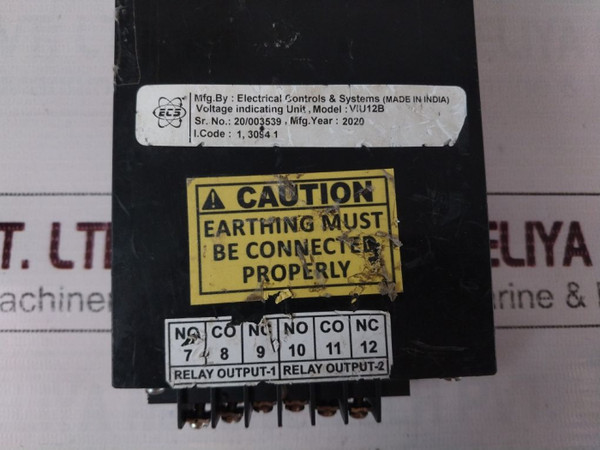 ECS
Mfg.By : Electrical Controls & Systems (MADE IN INDIA)
Voltage indicating Unit, Model : VIU12B
Sr. No.: 20/003539 , Mfg.Year : 2020
I.Code : 1, 3094 1
CAUTION
EARTHING MUST
BE CONNECTED
PROPERLY
NO CO NC NO CO NC
7 8 9 10 11 12
RELAY OUTPUT-1 RELAY OUTPUT-2
T. LT ELIYA
achiner rine &